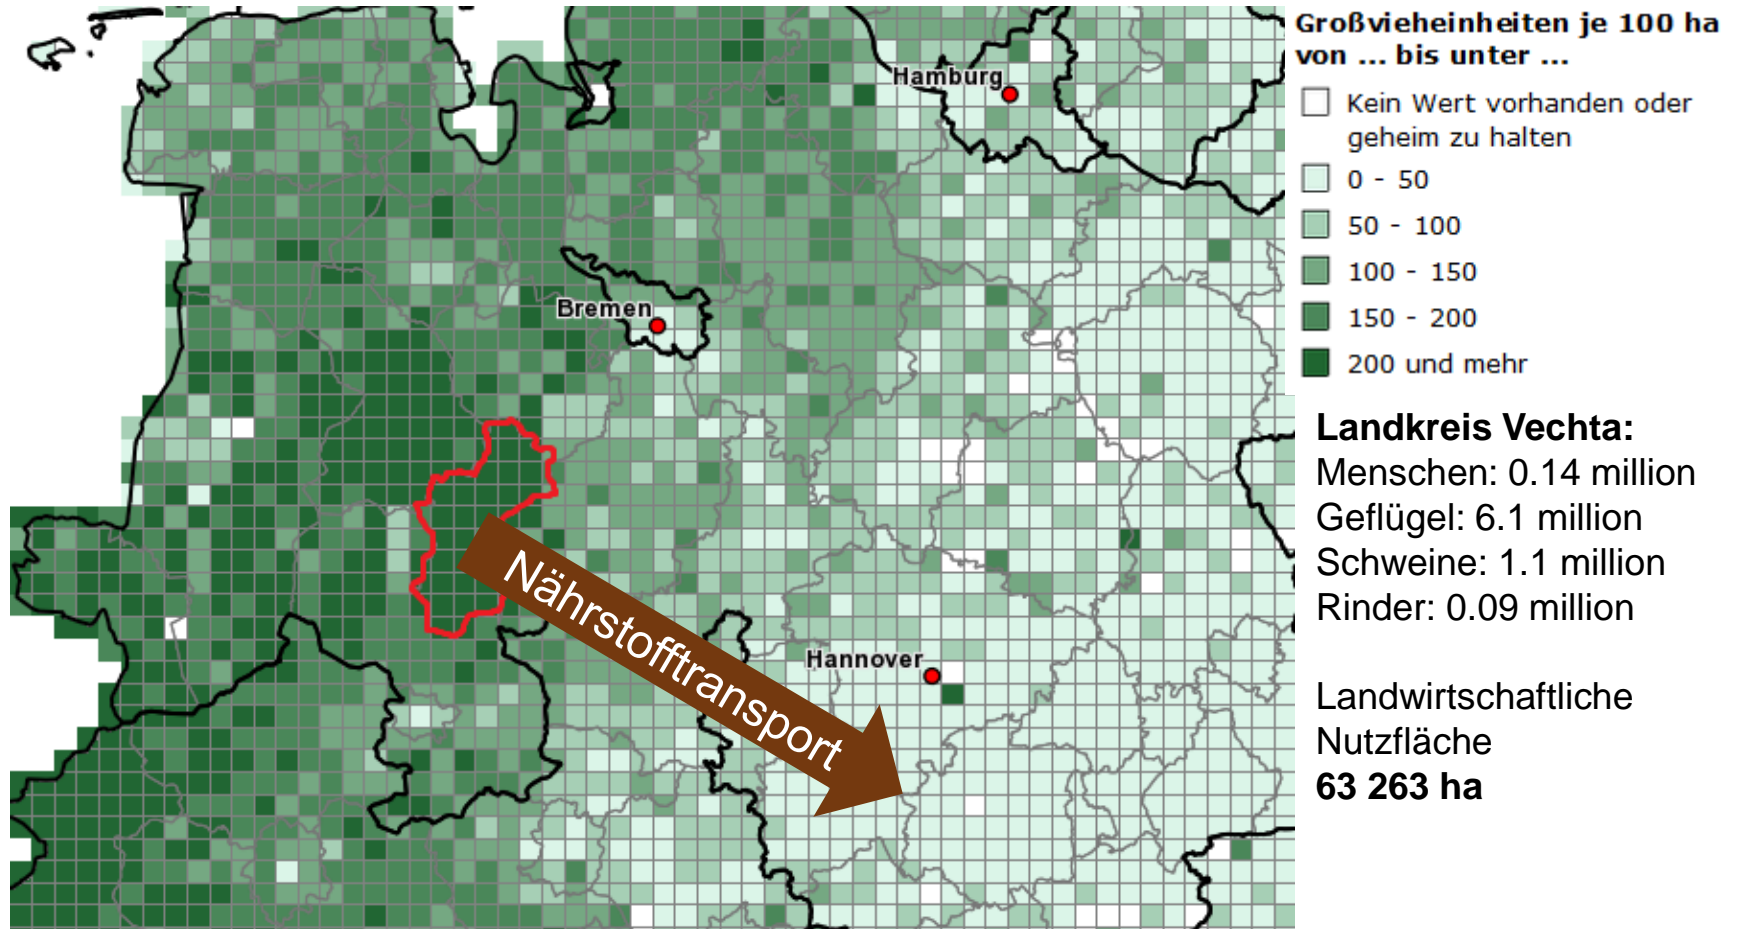 Großvieheinheiten je 100 ha
von ... bis unter ...
Kein Wert vorhanden oder
geheim zu halten
0 - 50
50 - 100
100 - 150
150 - 200
200 und mehr
Hamburg
Bremen
Hannover
Nährstofftransport
Landkreis Vechta:
Menschen: 0.14 million
Geflügel: 6.1 million
Schweine: 1.1 million
Rinder: 0.09 million
Landwirtschaftliche
Nutzfläche
63 263 ha